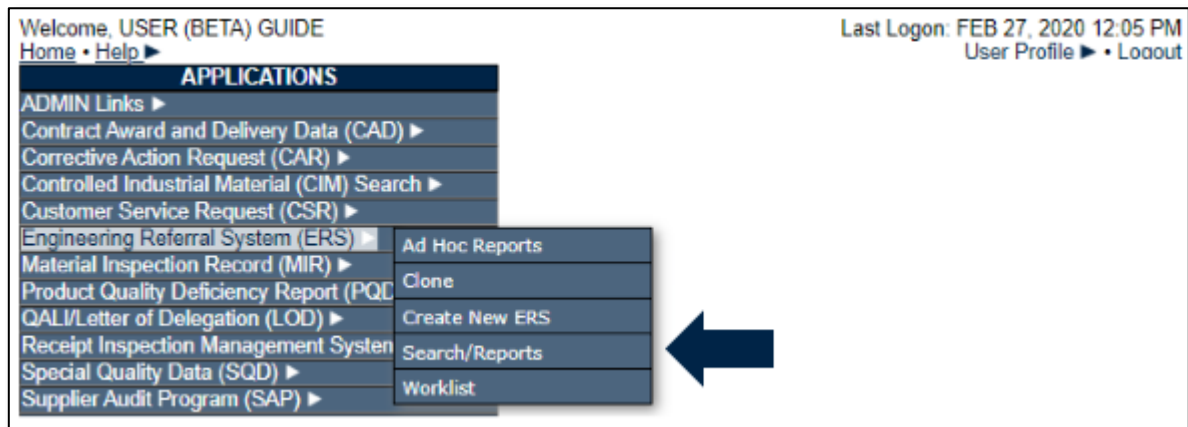 Welcome, USER (BETA) GUIDE
Last Logon: FEB 27, 2020 12:05 PM
Home • Help ►
User Profile ► • Logout
APPLICATIONS
ADMIN Links ►
Contract Award and Delivery Data (CAD) ►
Corrective Action Request (CAR) ►
Controlled Industrial Material (CIM) Search ►
Customer Service Request (CSR) ►
Engineering Referral System (ERS) ►
Material Inspection Record (MIR) ►
Product Quality Deficiency Report (PQD
QALI/Letter of Delegation (LOD) ►
Receipt Inspection Management System
Special Quality Data (SQD) ►
Supplier Audit Program (SAP) ►
Ad Hoc Reports
Clone
Create New ERS
Search/Reports
Worklist